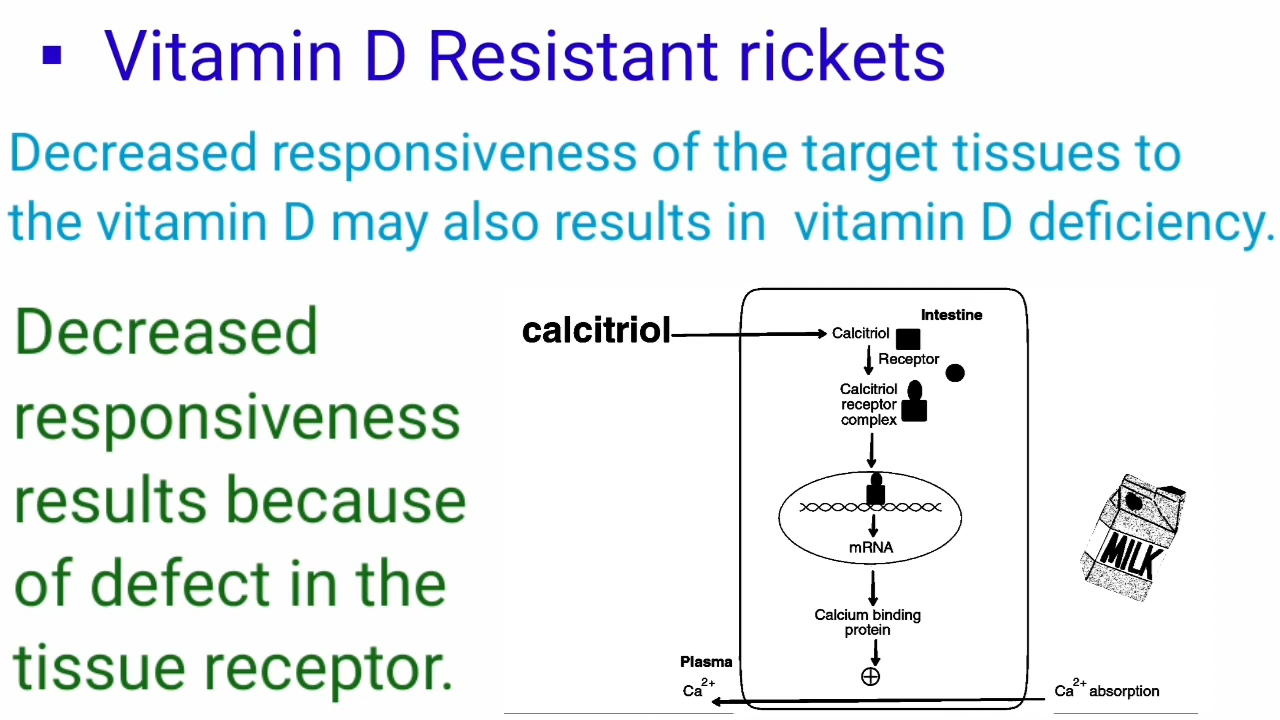 ▪ Vitamin D Resistant rickets
Decreased responsiveness of the target tissues to
the vitamin D may also results in vitamin D deficiency.
Decreased
responsiveness
results because
of defect in the
tissue receptor.
Intestine
calcitriol
Calcitriol
Receptor
Calcitriol
receptor
complex
mRNA
MILK
Calcium binding
protein
Plasma
Ca2+
Ca2+ absorption